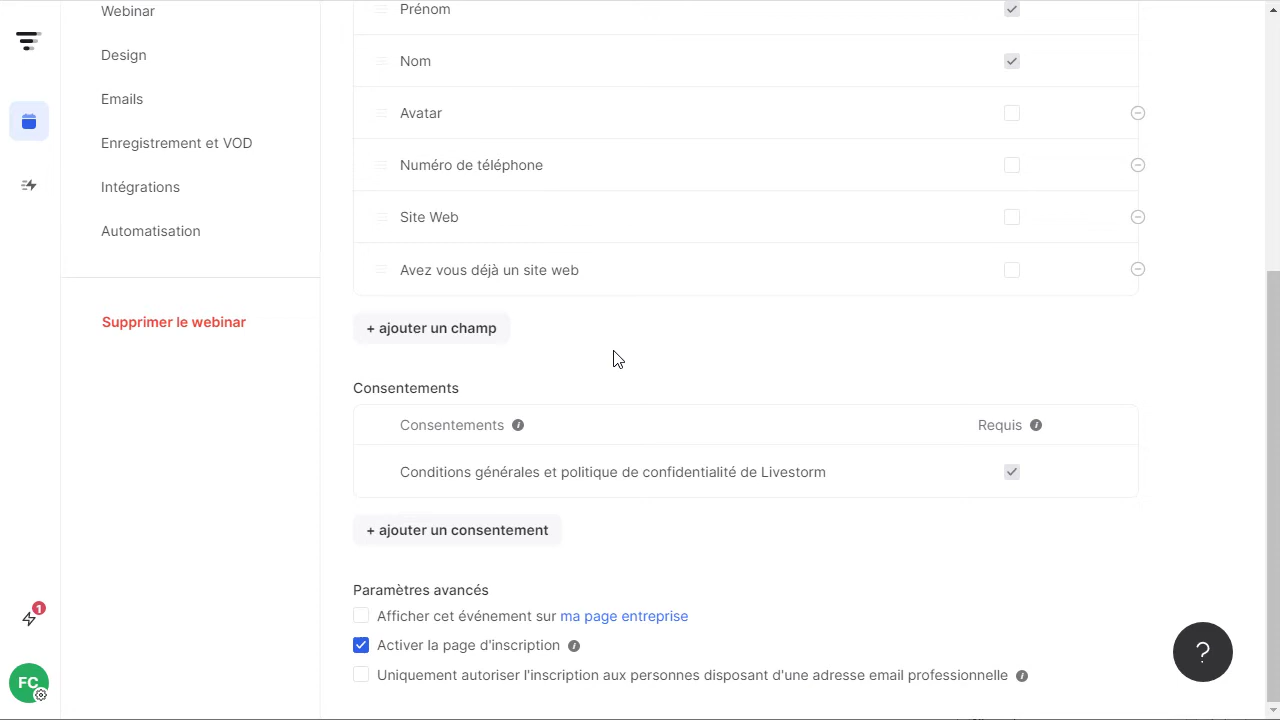 Webinar
Design
Emails
Enregistrement et VOD
Intégrations
Automatisation
Supprimer le webinar
1
FC
Prénom
Nom
Avatar
Numéro de téléphone
Site Web
Avez vous déjà un site web
+ ajouter un champ
Consentements
Consentements i Requis i
Conditions générales et politique de confidentialité de Livestorm
+ ajouter un consentement
Paramètres avancés
Afficher cet événement sur ma page entreprise
Activer la page d'inscription i
Uniquement autoriser l'inscription aux personnes disposant d'une adresse email professionnelle i
?